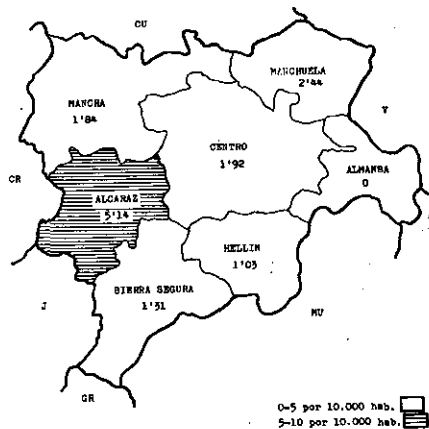 CU
MANCHUELA
2'44
MANCHA
1'84
V
CENTRO
1'92
ALMANSA
0
CR
ALCARAZ
5'14
HELLIN
1'03
J
SIERRA SEGURA
1'31
MU
GR
0-5 por 10.000 hab.
5-10 por 10.000 hab.